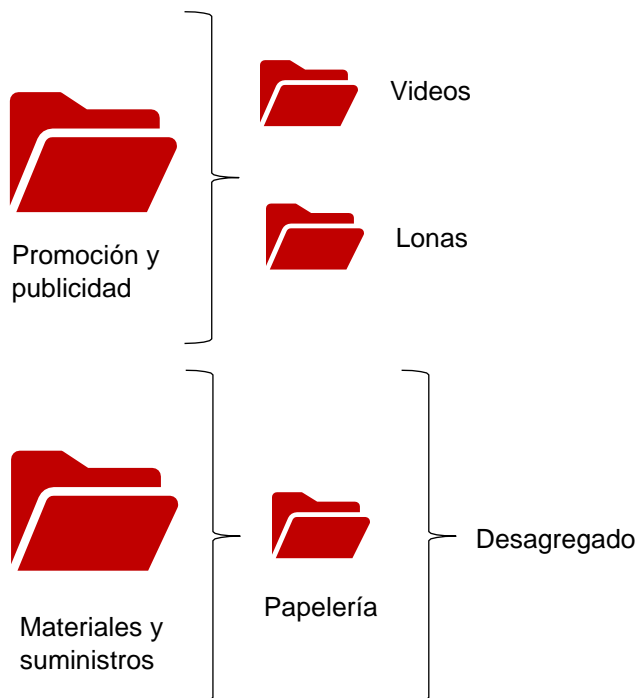 Videos
Lonas
Promoción y
publicidad
Papelería
Desagregado
Materiales y
suministros